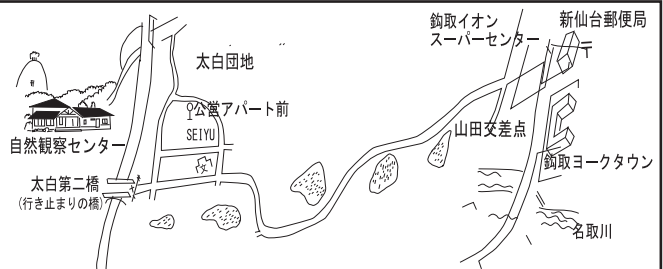 鈎取イオン
スーパーセンター
新仙台郵便局
太白団地
公営アパート前
SEIYU
山田交差点
自然観察センター
鈎取ヨークタウン
太白第二橋
(行き止まりの橋)
名取川